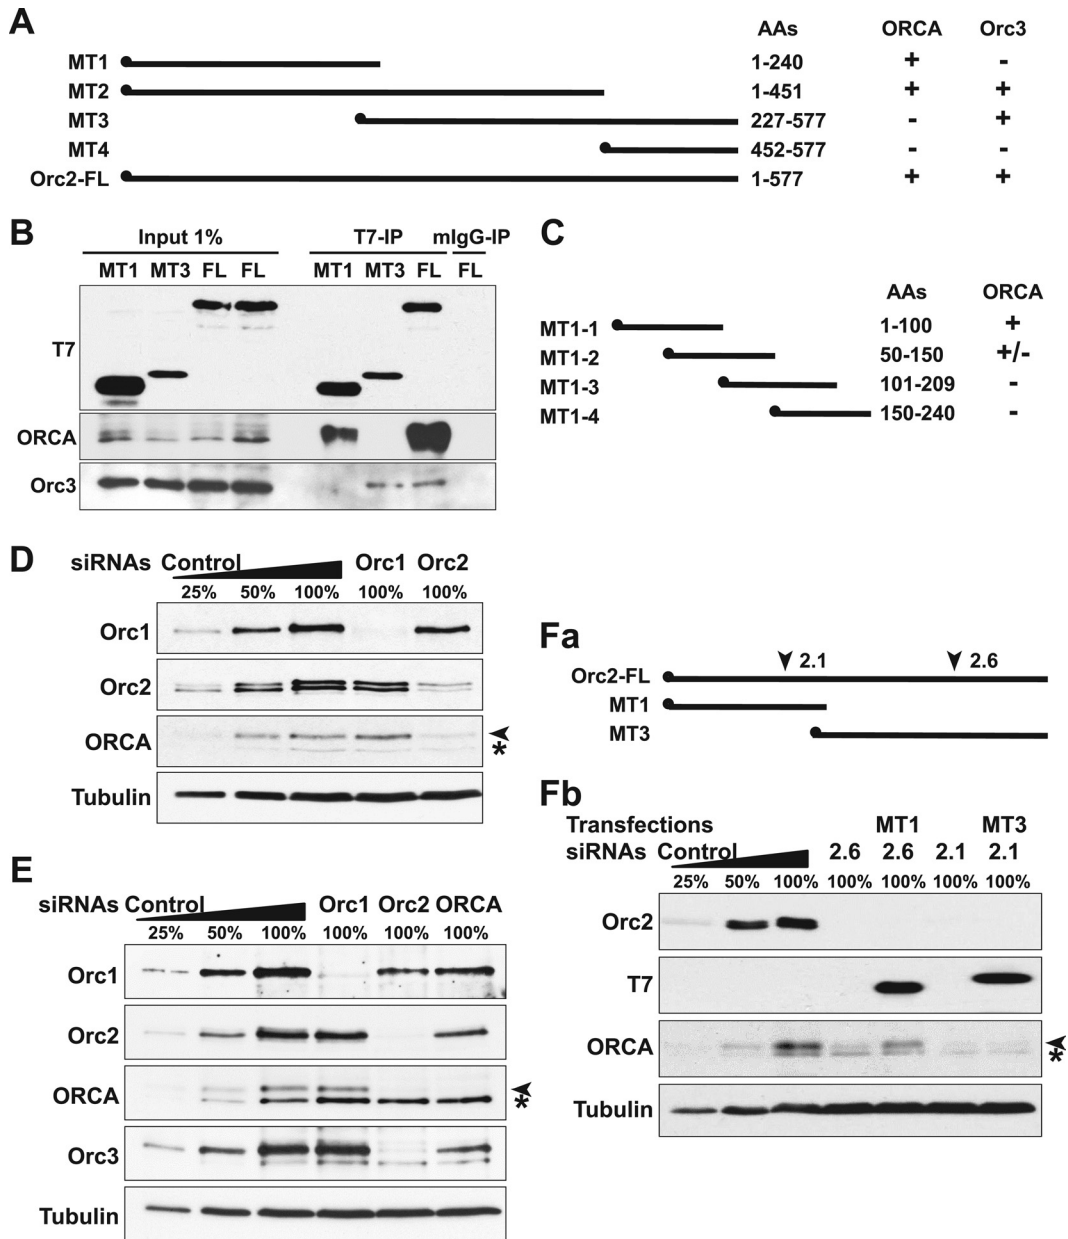 A
AAs ORCA Orc3
MT1 1-240 + -
MT2 1-451 + +
MT3 227-577 - +
MT4 452-577 - -
Orc2-FL 1-577 + +
B
Input 1% T7-IP mIgG-IP
MT1 MT3 FL FL MT1 MT3 FL FL
T7
ORCA
Orc3
C
AAs ORCA
MT1-1 1-100 +
MT1-2 50-150 +/-
MT1-3 101-209 -
MT1-4 150-240 -
D
siRNAs Control Orc1 Orc2
25% 50% 100% 100% 100%
Orc1
Orc2
ORCA
*
Tubulin
E
siRNAs Control Orc1 Orc2 ORCA
25% 50% 100% 100% 100% 100%
Orc1
Orc2
ORCA
*
Orc3
Tubulin
Fa
2.1 2.6
Orc2-FL
MT1
MT3
Fb
Transfections MT1 MT3
siRNAs Control 2.6 2.6 2.1 2.1
25% 50% 100% 100% 100% 100% 100%
Orc2
T7
ORCA
*
Tubulin